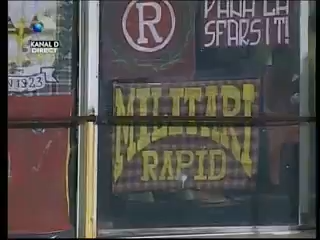 KANAL D
DIRECT
1923
R
PÂNĂ LA
SFÂRȘIT!
MILITARI
RAPID